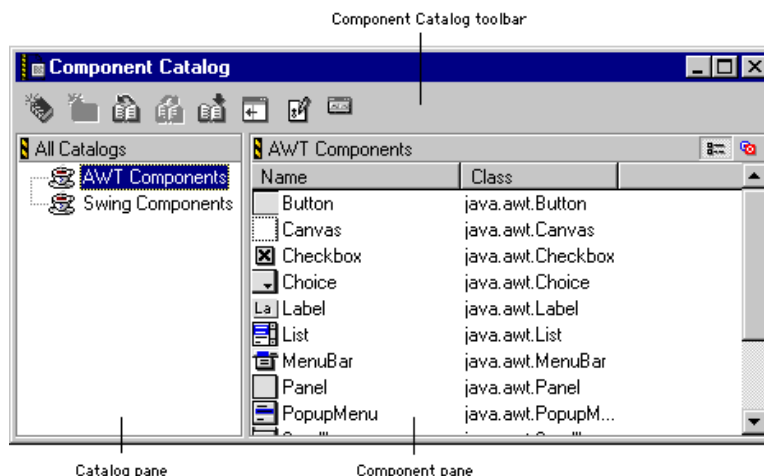 Component Catalog toolbar
Component Catalog
All Catalogs
AWT Components
Swing Components
AWT Components
Name Class
Button java.awt.Button
Canvas java.awt.Canvas
Checkbox java.awt.Checkbox
Choice java.awt.Choice
La Label java.awt.Label
List java.awt.List
MenuBar java.awt.MenuBar
Panel java.awt.Panel
PopupMenu java.awt.PopupM...
Catalog pane Component pane